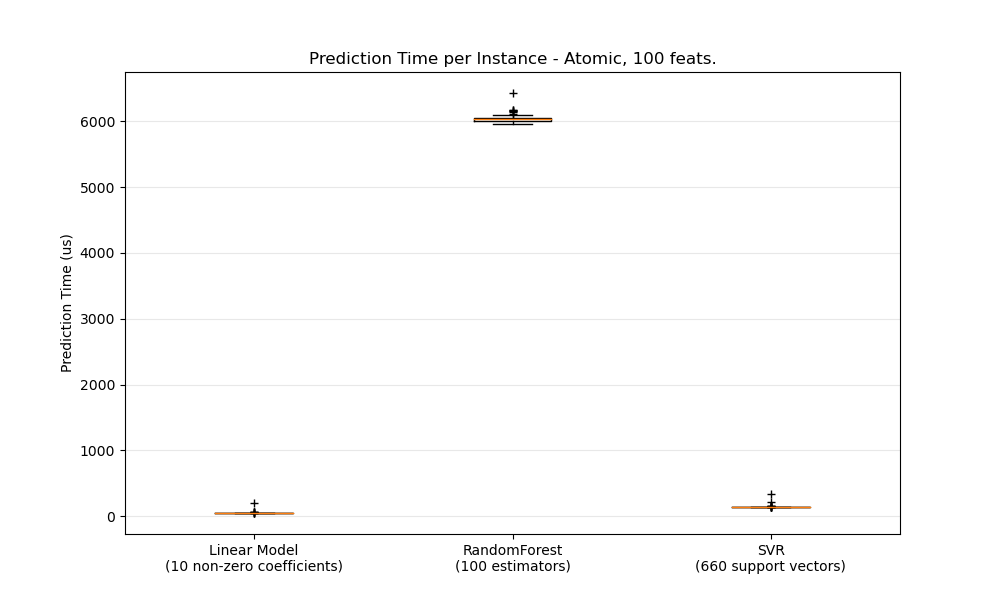 Prediction Time per Instance - Atomic, 100 feats.
Prediction Time (us)
6000
5000
4000
3000
2000
1000
0
Linear Model
(10 non-zero coefficients)
RandomForest
(100 estimators)
SVR
(660 support vectors)